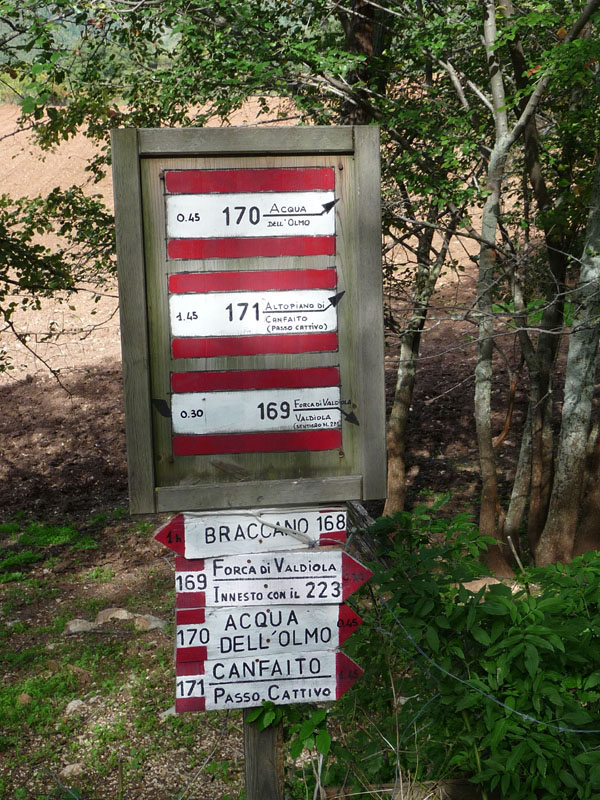 0.45 170 ACQUA
DELL'OLMO
1.45 171 ALTOPIANO DI
CANFAITO
(PASSO CATTIVO)
0.30 169 FORCA DI VALDIOLA
VALDIOLA
BRACCANO 168
169 FORCA DI VALDIOLA
INNESTO CON IL 223
170 ACQUA
DELL'OLMO
171 CANFAITO
PASSO CATTIVO